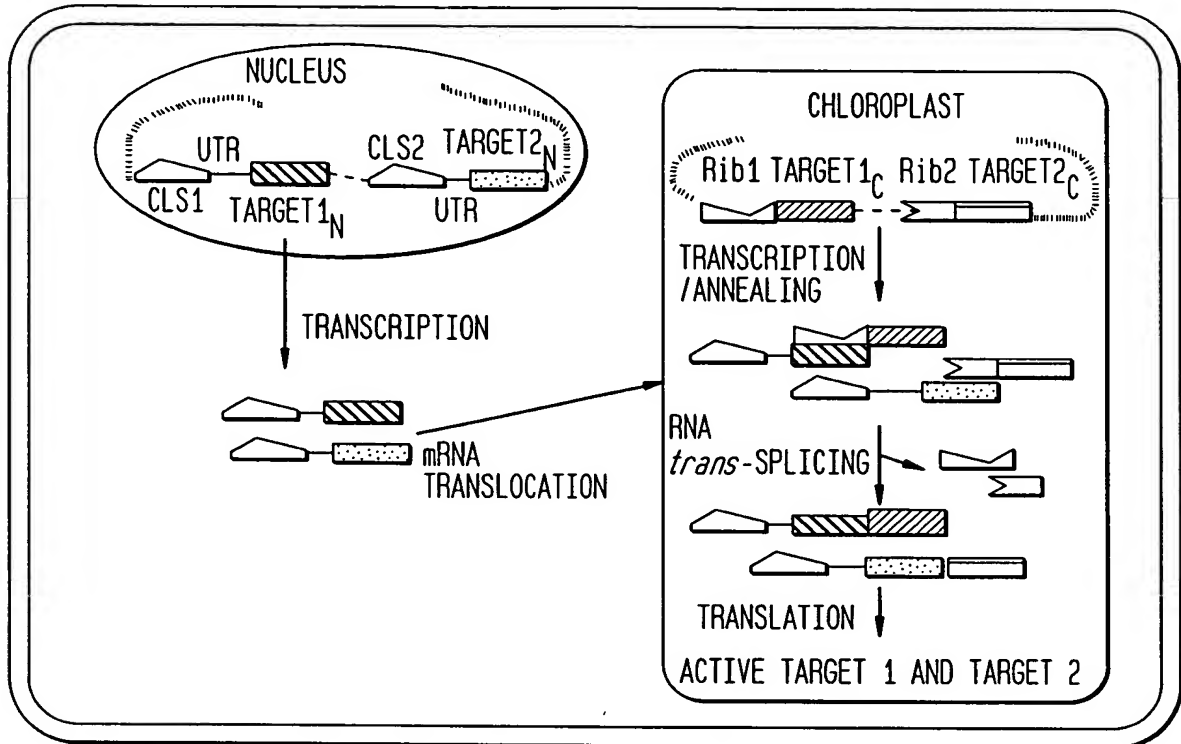 NUCLEUS
UTR
CLS2
TARGET2N
CLS1
TARGET1N
UTR
TRANSCRIPTION
mRNA
TRANSLOCATION
CHLOROPLAST
Rib1 TARGET1C Rib2 TARGET2C
TRANSCRIPTION
/ANNEALING
RNA
trans-SPLICING
TRANSLATION
ACTIVE TARGET 1 AND TARGET 2